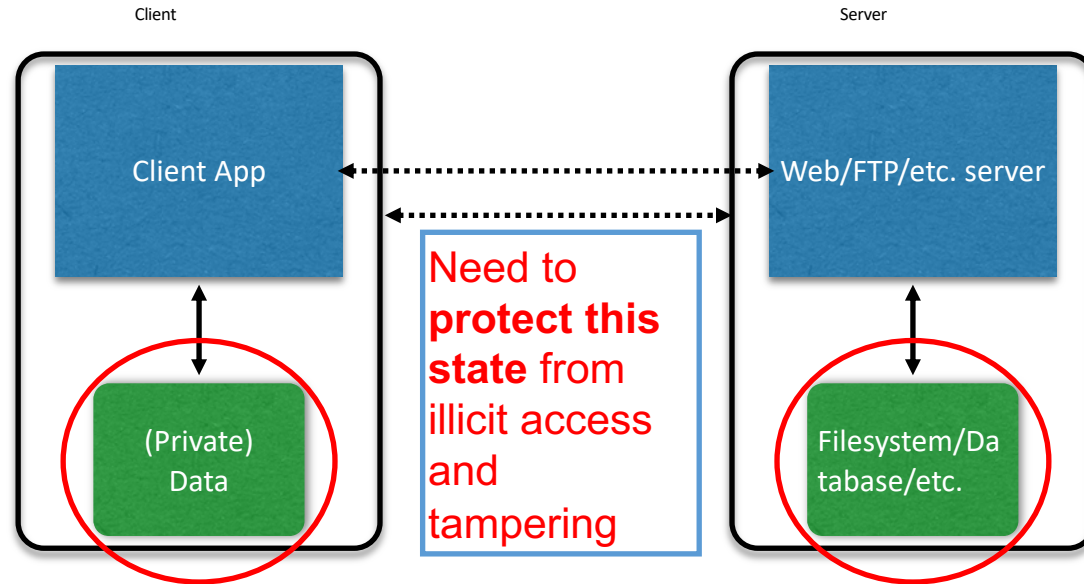 Client
Server
Client App
Web/FTP/etc. server
Need to
protect this
state from
illicit access
and
tampering
(Private)
Data
Filesystem/Da
tabase/etc.